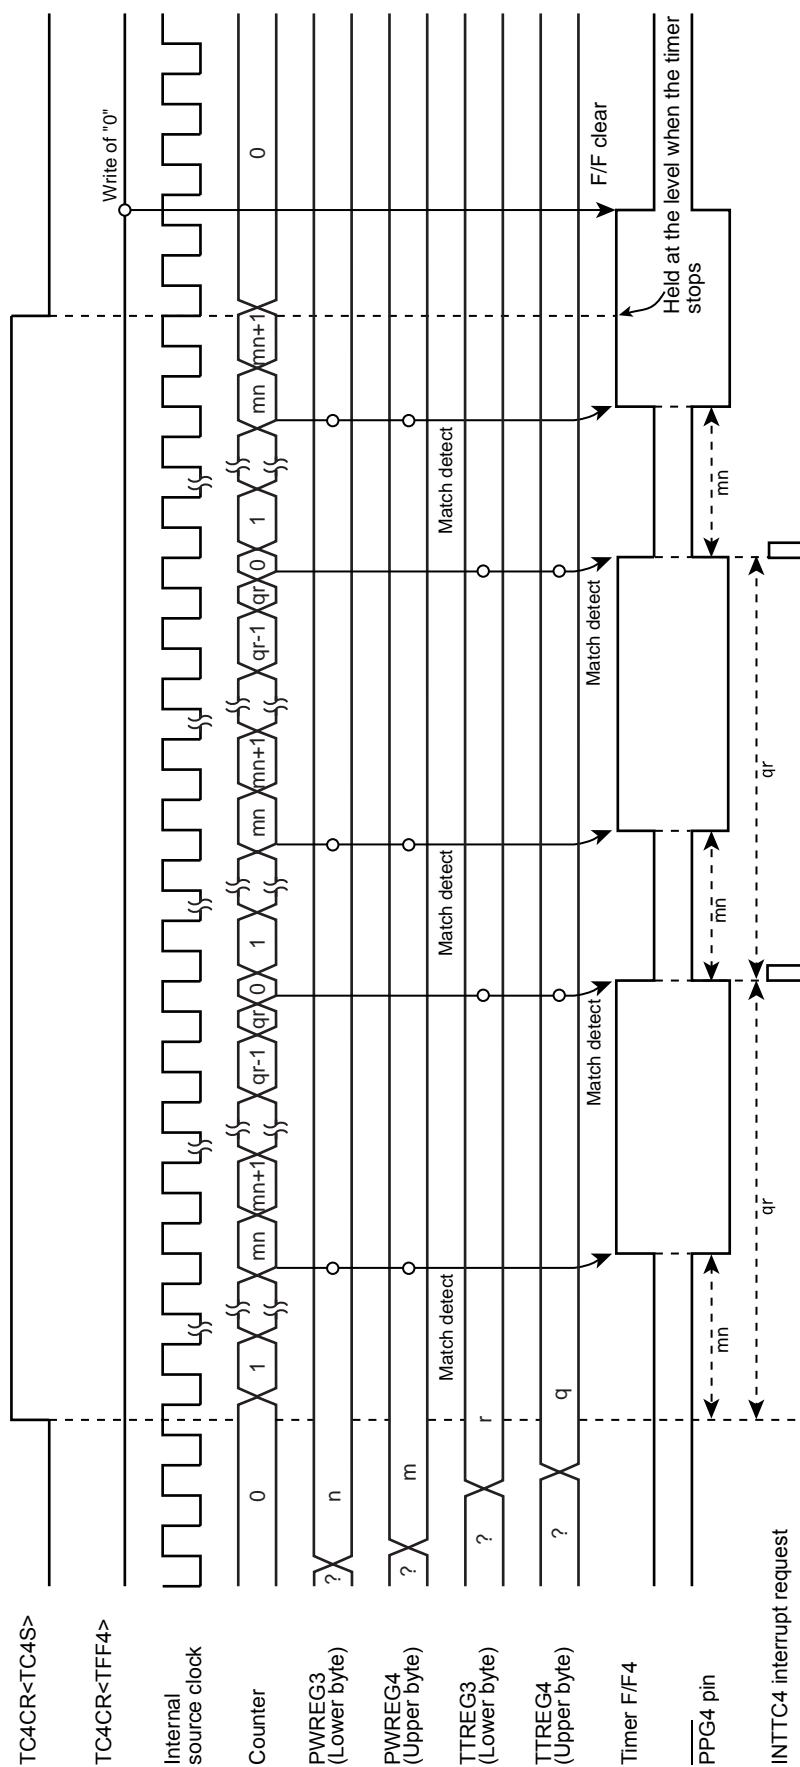 TC4CR<TC4S>
TC4CR<TFF4>
Write of "0"
Internal
source clock
Counter
0
1
mn
mn+1
qr-1
qr
0
1
mn
mn+1
qr-1
qr
0
1
mn
mn+1
0
PWREG3
(Lower byte)
?
n
PWREG4
(Upper byte)
?
m
Match detect
Match detect
Match detect
TTREG3
(Lower byte)
?
r
TTREG4
(Upper byte)
?
q
Match detect
Match detect
F/F clear
Timer F/F4
Held at the level when the timer
stops
PPG4 pin
mn
mn
mn
qr
qr
INTTC4 interrupt request